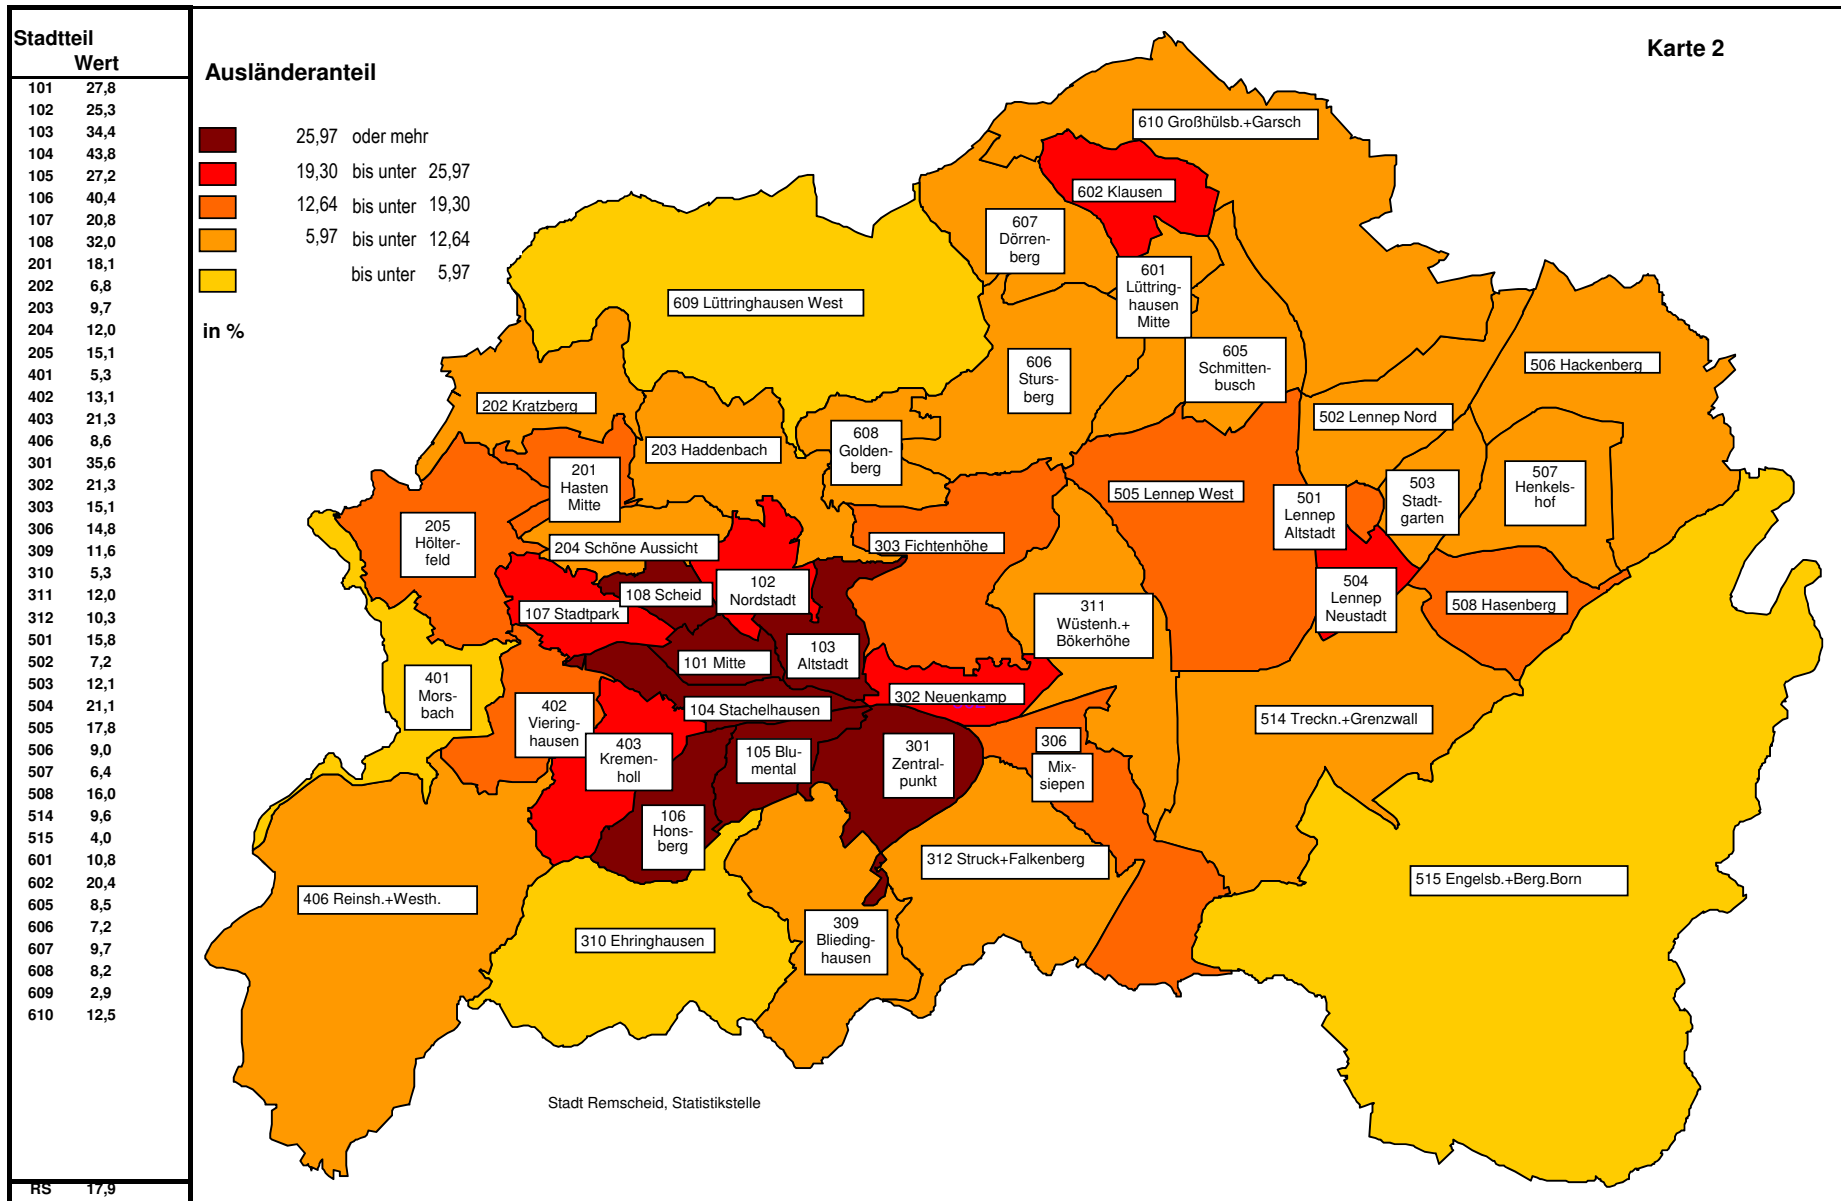 Stadtteil
Wert
101 27,8
102 25,3
103 34,4
104 43,8
105 27,2
106 40,4
107 20,8
108 32,0
201 18,1
202 6,8
203 9,7
204 12,0
205 15,1
401 5,3
402 13,1
403 21,3
406 8,6
301 35,6
302 21,3
303 15,1
306 14,8
309 11,6
310 5,3
311 12,0
312 10,3
501 15,8
502 7,2
503 12,1
504 21,1
505 17,8
506 9,0
507 6,4
508 16,0
514 9,6
515 4,0
601 10,8
602 20,4
605 8,5
606 7,2
607 9,7
608 8,2
609 2,9
610 12,5
RS 17,9
Ausländeranteil
25,97 oder mehr
19,30 bis unter 25,97
12,64 bis unter 19,30
5,97 bis unter 12,64
bis unter 5,97
in %
Karte 2
610 Großhülsb.+Garsch
602 Klausen
607
Dörren-
berg
601
Lüttring-
hausen
Mitte
609 Lüttringhausen West
606
Sturs-
berg
605
Schmitten-
busch
506 Hackenberg
202 Kratzberg
502 Lennep Nord
203 Haddenbach
608
Golden-
berg
201
Hasten
Mitte
505 Lennep West
501
Lennep
Altstadt
503
Stadt-
garten
507
Henkels-
hof
205
Hölter-
feld
204 Schöne Aussicht
303 Fichtenhöhe
102
Nordstadt
108 Scheid
107 Stadtpark
311
Wüstenh.+
Bökerhöhe
504
Lennep
Neustadt
508 Hasenberg
103
Altstadt
101 Mitte
401
Mors-
bach
402
Viering-
hausen
302 Neuenkamp
104 Stachelhausen
514 Treckn.+Grenzwall
403
Kremen-
holl
105 Blu-
mental
301
Zentral-
punkt
306
Mix-
siepen
106
Hons-
berg
312 Struck+Falkenberg
515 Engelsb.+Berg.Born
406 Reinsh.+Westh.
310 Ehringhausen
309
Blieding-
hausen
Stadt Remscheid, Statistikstelle